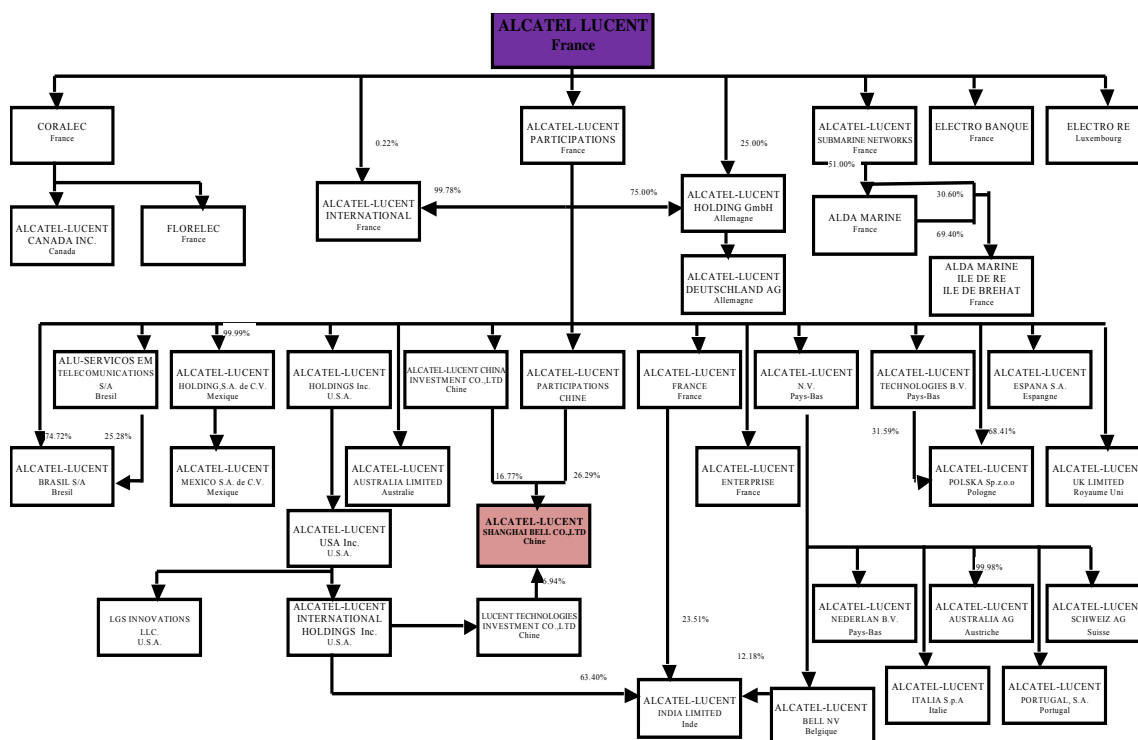 ALCATEL LUCENT
France
CORALEC
France
0.22%
ALCATEL-LUCENT
PARTICIPATIONS
France
25.00%
ALCATEL-LUCENT
SUBMARINE NETWORKS
France
ELECTRO BANQUE
France
ELECTRO RE
Luxembourg
51.00%
ALCATEL-LUCENT
CANADA INC.
Canada
FLORELEC
France
ALCATEL-LUCENT
INTERNATIONAL
France
99.78%
75.00%
ALCATEL-LUCENT
HOLDING GmbH
Allemagne
ALDA MARINE
France
30.60%
69.40%
ALCATEL-LUCENT
DEUTSCHLAND AG
Allemagne
ALDA MARINE
ILE DE RE
ILE DE BREHAT
France
99.99%
ALU-SERVICOS EM
TELECOMUNICATIONS
S/A
Bresil
ALCATEL-LUCENT
HOLDING,S.A. de C.V.
Mexique
ALCATEL-LUCENT
HOLDINGS Inc.
U.S.A.
ALCATEL-LUCENT CHINA
INVESTMENT CO.,LTD
Chine
ALCATEL-LUCENT
PARTICIPATIONS
CHINE
ALCATEL-LUCENT
FRANCE
France
ALCATEL-LUCENT
N.V.
Pays-Bas
ALCATEL-LUCENT
TECHNOLOGIES B.V.
Pays-Bas
ALCATEL-LUCENT
ESPANA S.A.
Espangne
74.72%
25.28%
31.59%
68.41%
ALCATEL-LUCENT
BRASIL S/A
Bresil
ALCATEL-LUCENT
MEXICO S.A. de C.V.
Mexique
ALCATEL-LUCENT
AUSTRALIA LIMITED
Australie
16.77%
26.29%
ALCATEL-LUCENT
ENTERPRISE
France
ALCATEL-LUCENT
POLSKA Sp.z.o.o
Pologne
ALCATEL-LUCEN
UK LIMITED
Royaume Uni
ALCATEL-LUCENT
USA Inc.
U.S.A.
ALCATEL-LUCENT
SHANGHAI BELL CO.,LTD
Chine
99.98%
6.94%
LGS INNOVATIONS
LLC.
U.S.A.
ALCATEL-LUCENT
INTERNATIONAL
HOLDINGS Inc.
U.S.A.
LUCENT TECHNOLOGIES
INVESTMENT CO.,LTD
Chine
23.51%
ALCATEL-LUCENT
NEDERLAN B.V.
Pays-Bas
ALCATEL-LUCENT
AUSTRALIA AG
Austriche
ALCATEL-LUCEN
SCHWEIZ AG
Suisse
12.18%
63.40%
ALCATEL-LUCENT
INDIA LIMITED
Inde
ALCATEL-LUCENT
BELL NV
Belgique
ALCATEL-LUCENT
ITALIA S.p.A
Italie
ALCATEL-LUCENT
PORTUGAL, S.A.
Portugal